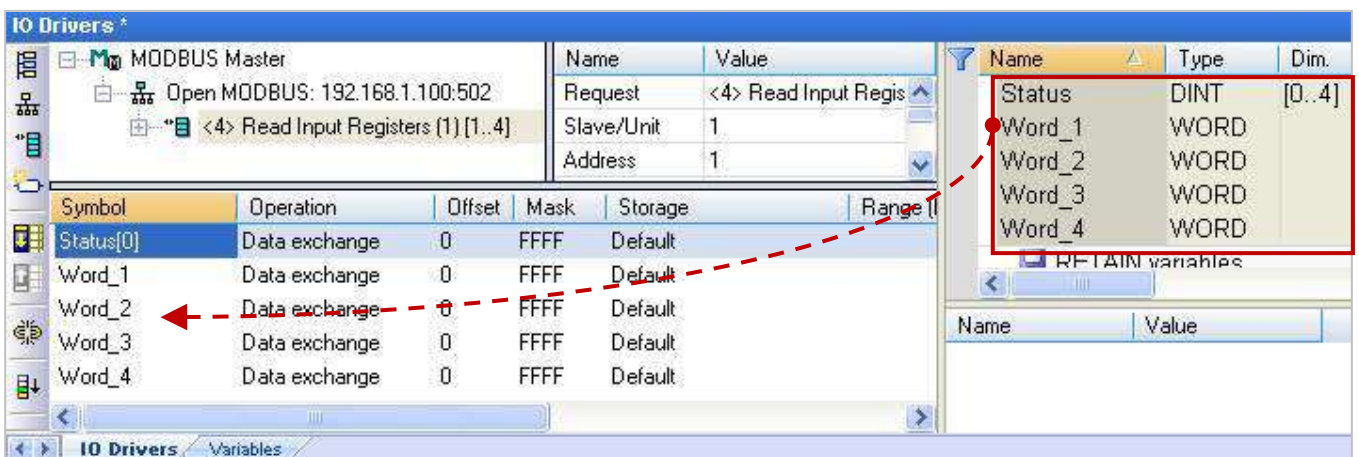 IO Drivers *
MODBUS Master
Open MODBUS: 192.168.1.100:502
<4> Read Input Registers (1) [1..4]
Name Value
Request <4> Read Input Regis
Slave/Unit 1
Address 1
Name Type Dim.
Status DINT [0..4]
Word_1 WORD
Word_2 WORD
Word_3 WORD
Word_4 WORD
RETAIN variables
Symbol Operation Offset Mask Storage Range (
Status[0] Data exchange 0 FFFF Default
Word_1 Data exchange 0 FFFF Default
Word_2 Data exchange 0 FFFF Default
Word_3 Data exchange 0 FFFF Default
Word_4 Data exchange 0 FFFF Default
Name Value
IO Drivers Variables